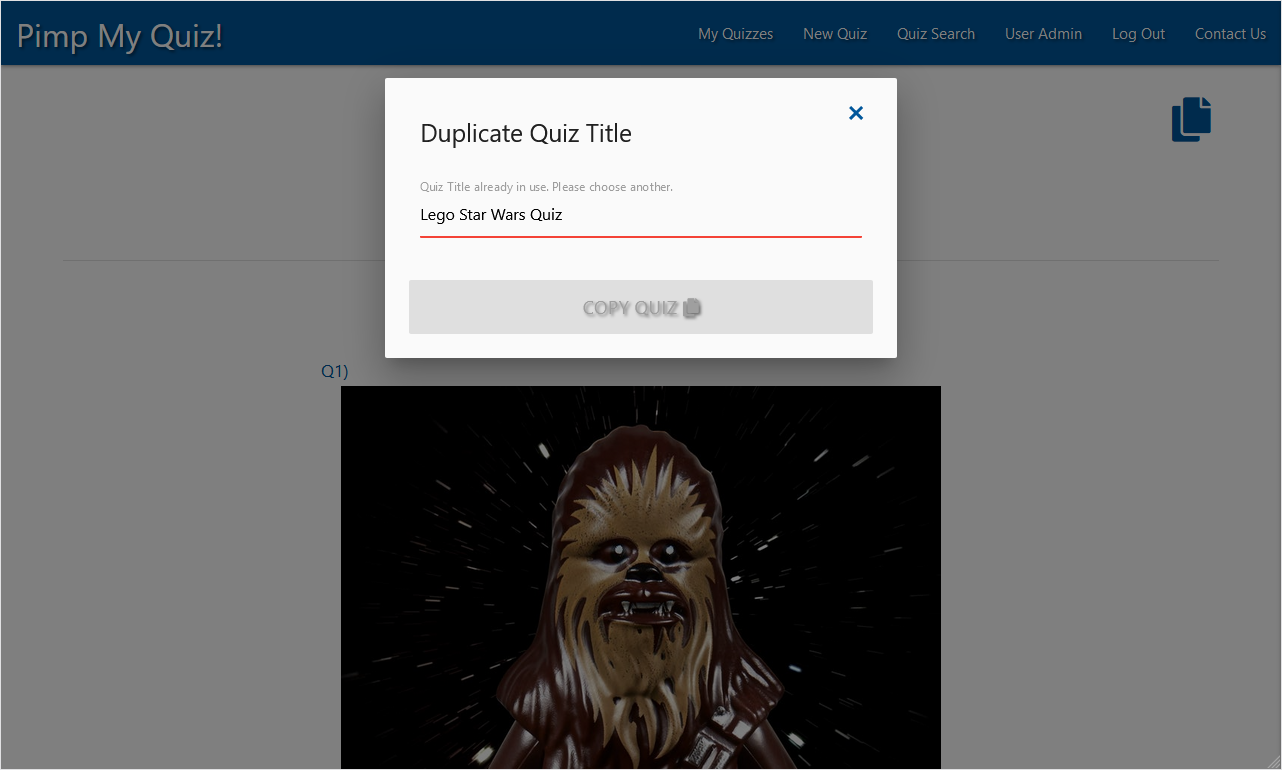 Pimp My Quiz!
My Quizzes
New Quiz
Quiz Search
User Admin
Log Out
Contact Us
Duplicate Quiz Title
Quiz Title already in use. Please choose another.
Lego Star Wars Quiz
COPY QUIZ
Q1)